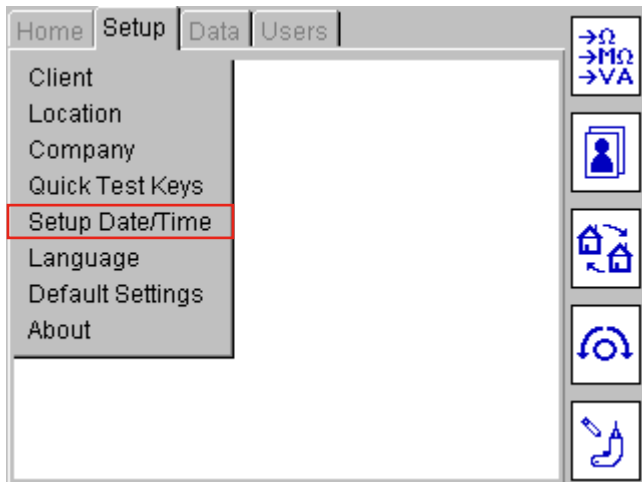 Home Setup Data Users
Client
Location
Company
Quick Test Keys
Setup Date/Time
Language
Default Settings
About
→Ω
→MΩ
→VA